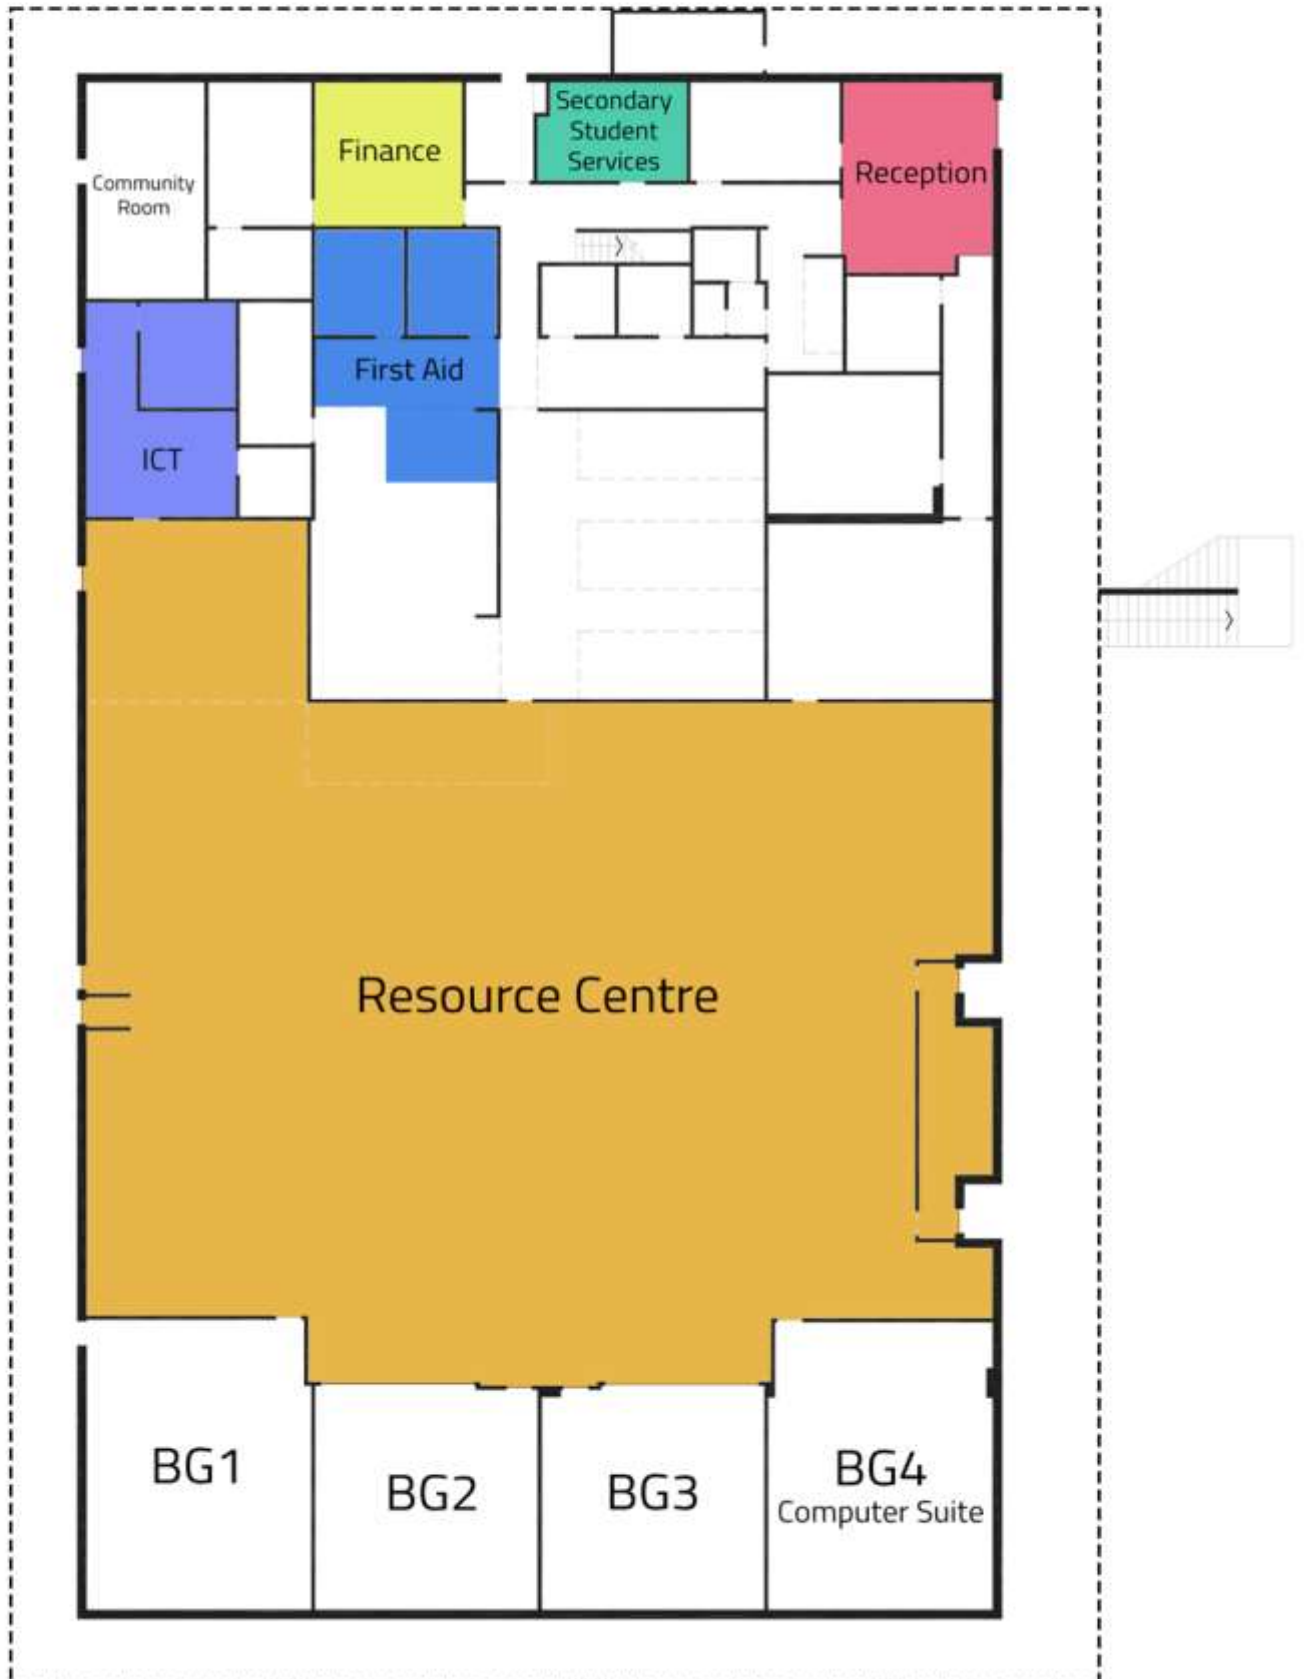 Secondary
Student
Services
Finance
Reception
Community
Room
First Aid
ICT
Resource Centre
BG1
BG2
BG3
BG4
Computer Suite